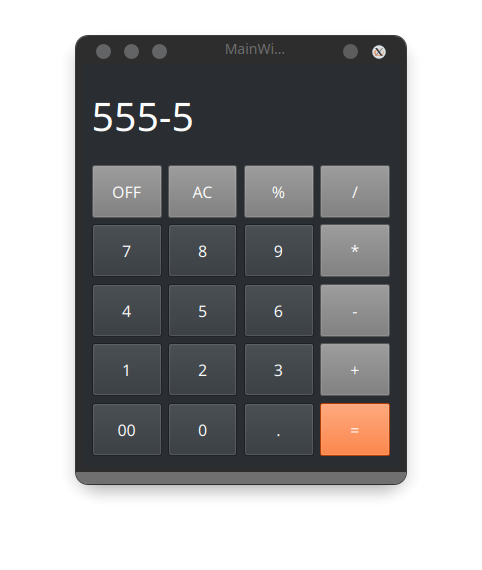 MainWi...
555-5
OFF AC % /
7 8 9 *
4 5 6 -
1 2 3 +
00 0 . =